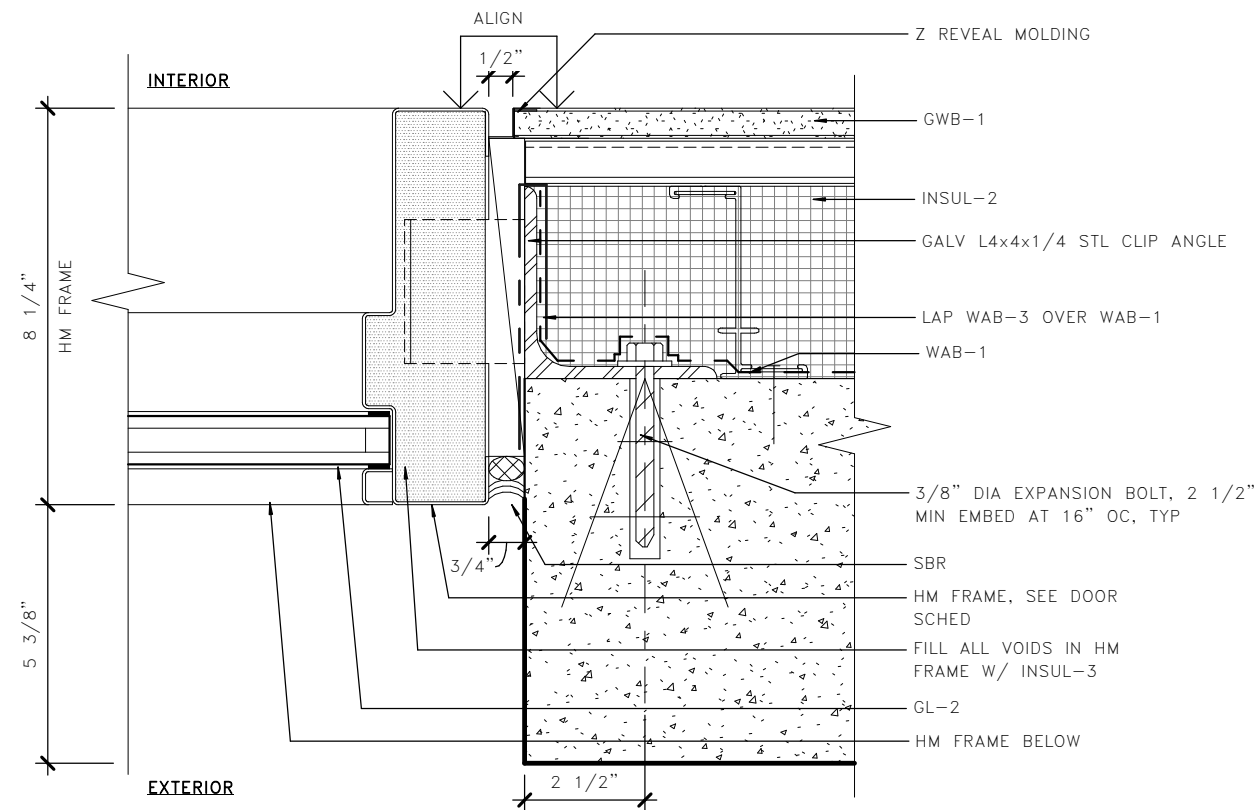 ALIGN
1/2"
INTERIOR
Z REVEAL MOLDING
GWB-1
INSUL-2
GALV L4x4x1/4 STL CLIP ANGLE
LAP WAB-3 OVER WAB-1
WAB-1
8 1/4"
HM FRAME
3/8" DIA EXPANSION BOLT, 2 1/2"
MIN EMBED AT 16" OC, TYP
3/4"
SBR
HM FRAME, SEE DOOR
SCHED
5 3/8"
FILL ALL VOIDS IN HM
FRAME W/ INSUL-3
GL-2
HM FRAME BELOW
EXTERIOR
2 1/2"